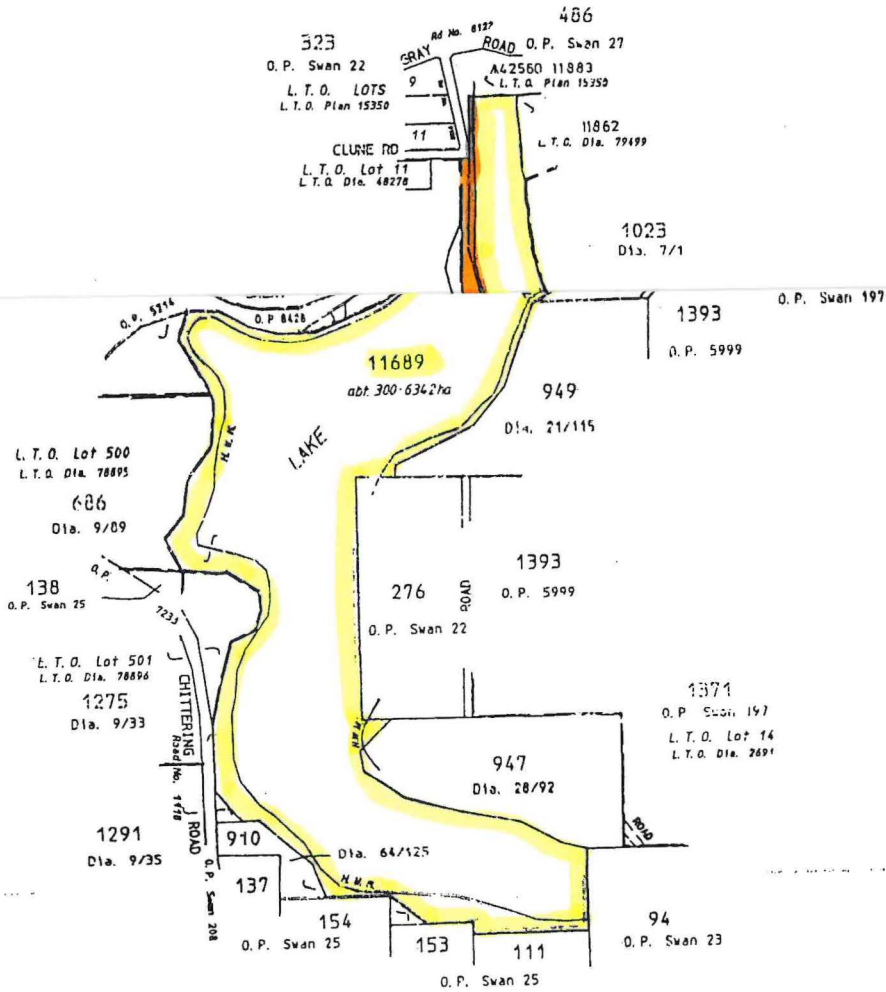 486
O. P. Swan 27
323
O. P. Swan 22
GRAY
Rd No. 8127
ROAD
L. T. O. LOTS
L. T. O. Plan 15350
9
A42560 11883
L. T. O. Plan 15350
11
11862
L. T. O. Dia. 79499
CLUNE RD
L. T. O. Lot 11
L. T. O. Dia. 48278
1023
Dia. 7/1
O. P. Swan 197
O. P.
O. P 8428
1393
O. P. 5999
11689
abt. 300·6342ha
949
Dia. 21/115
LAKE
H. W. M.
L. T. O. Lot 500
L. T. O. Dia. 78895
686
Dia. 9/89
O. P.
7233
138
O. P. Swan 25
276
O. P. Swan 22
ROAD
1393
O. P. 5999
L. T. O. Lot 501
L. T. O. Dia. 78896
1275
Dia. 9/33
CHITTERING
ROAD
Road No.
1371
O. P Swan 197
L. T. O. Lot 14
L. T. O. Dia. 2691
947
Dia. 28/92
ROAD
1291
Dia. 9/35
910
Dia. 64/125
O. P. Swan 208
137
154
O. P. Swan 25
153
111
O. P. Swan 25
94
O. P. Swan 23